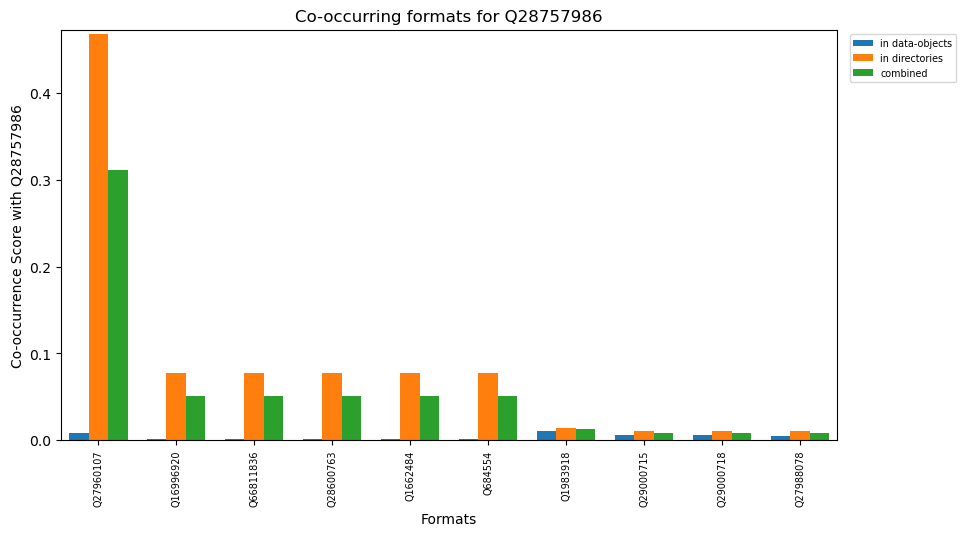 Co-occurring formats for Q28757986
in data-objects
in directories
combined
Co-occurrence Score with Q28757986
0.4
0.3
0.2
0.1
0.0
Q27960107
Q16996920
Q66811836
Q28600763
Q1662484
Q684554
Q1983918
Q29000715
Q29000718
Q27988078
Formats